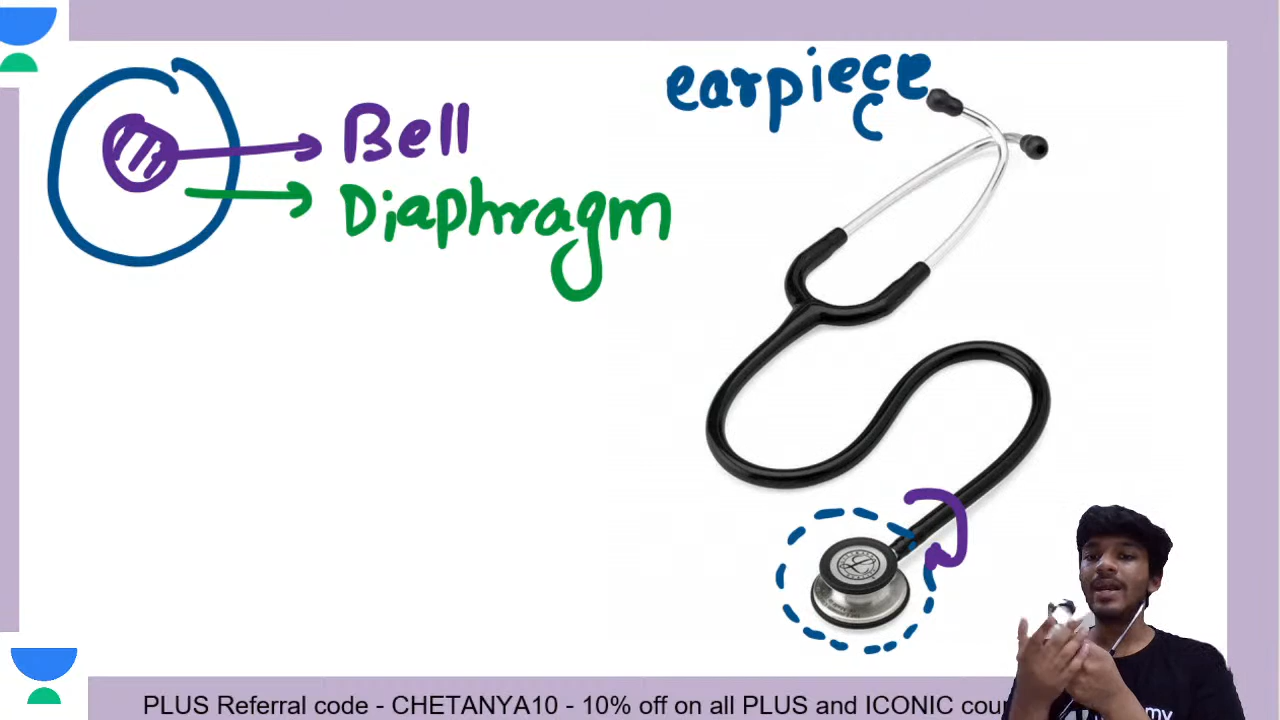 earpiece
c
Bell
Diaphragm
PLUS Referral code - CHETANYA10 - 10% off on all PLUS and ICONIC cou